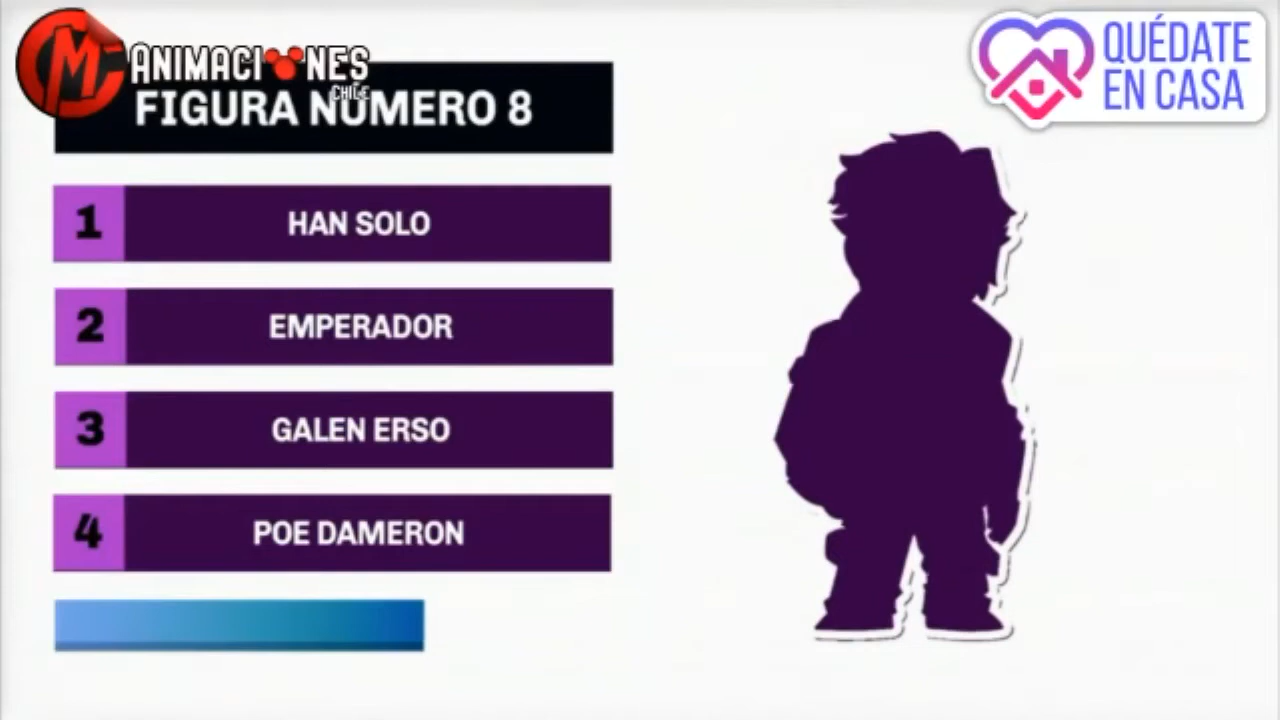 ANIMACIONES
CHILE
FIGURA NÚMERO 8
QUÉDATE
EN CASA
1 HAN SOLO
2 EMPERADOR
3 GALEN ERSO
4 POE DAMERON